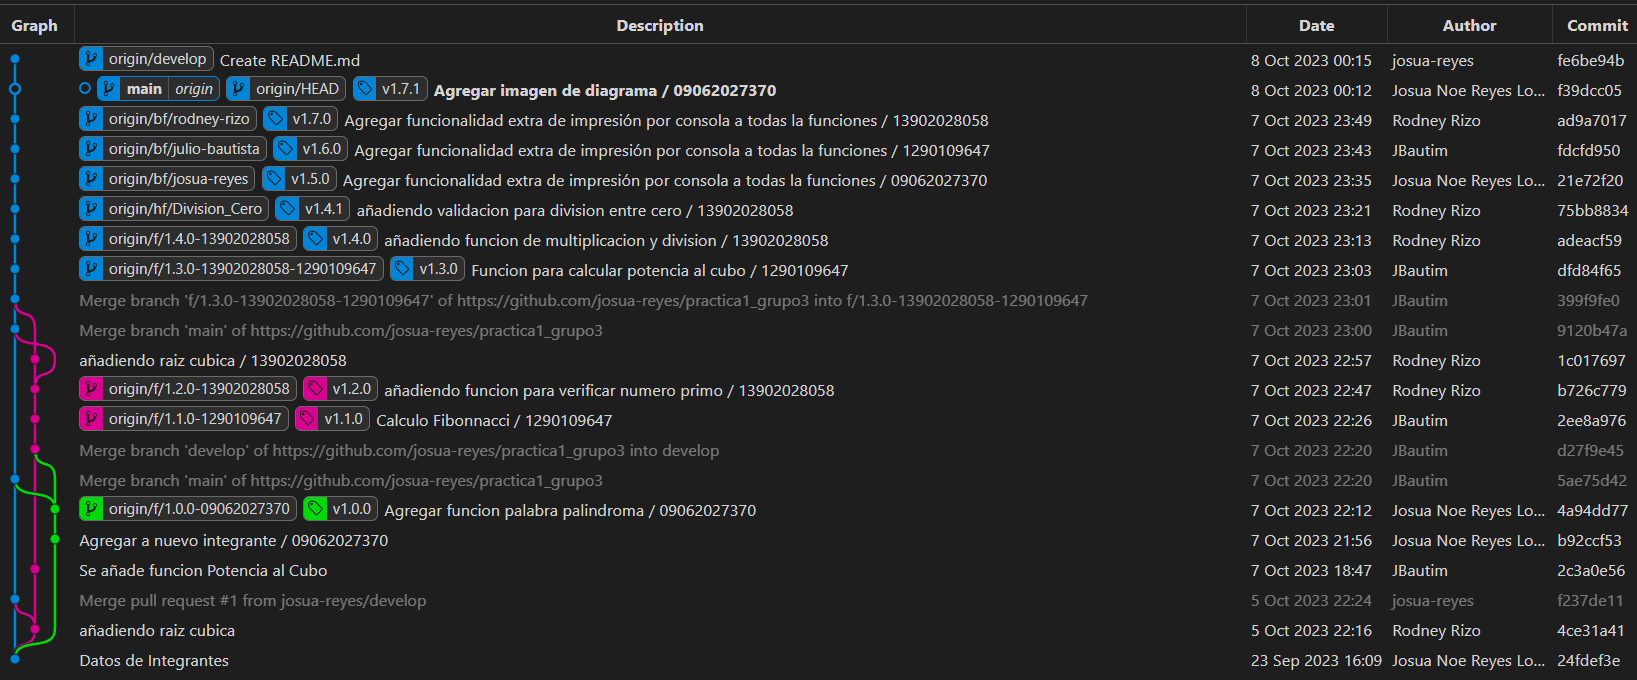 Graph Description Date Author Commit
origin/develop Create README.md 8 Oct 2023 00:15 josua-reyes fe6be94b
main origin origin/HEAD v1.7.1 Agregar imagen de diagrama / 09062027370 8 Oct 2023 00:12 Josua Noe Reyes Lo... f39dcc05
origin/bf/rodney-rizo v1.7.0 Agregar funcionalidad extra de impresión por consola a todas la funciones / 13902028058 7 Oct 2023 23:49 Rodney Rizo ad9a7017
origin/bf/julio-bautista v1.6.0 Agregar funcionalidad extra de impresión por consola a todas la funciones / 1290109647 7 Oct 2023 23:43 JBautim fdcfd950
origin/bf/josua-reyes v1.5.0 Agregar funcionalidad extra de impresión por consola a todas la funciones / 09062027370 7 Oct 2023 23:35 Josua Noe Reyes Lo... 21e72f20
origin/hf/Division_Cero v1.4.1 añadiendo validacion para division entre cero / 13902028058 7 Oct 2023 23:21 Rodney Rizo 75bb8834
origin/f/1.4.0-13902028058 v1.4.0 añadiendo funcion de multiplicacion y division / 13902028058 7 Oct 2023 23:13 Rodney Rizo adeacf59
origin/f/1.3.0-13902028058-1290109647 v1.3.0 Funcion para calcular potencia al cubo / 1290109647 7 Oct 2023 23:03 JBautim dfd84f65
Merge branch 'f/1.3.0-13902028058-1290109647' of https://github.com/josua-reyes/practica1_grupo3 into f/1.3.0-13902028058-1290109647 7 Oct 2023 23:01 JBautim 399f9fe0
Merge branch 'main' of https://github.com/josua-reyes/practica1_grupo3 7 Oct 2023 23:00 JBautim 9120b47a
añadiendo raiz cubica / 13902028058 7 Oct 2023 22:57 Rodney Rizo 1c017697
origin/f/1.2.0-13902028058 v1.2.0 añadiendo funcion para verificar numero primo / 13902028058 7 Oct 2023 22:47 Rodney Rizo b726c779
origin/f/1.1.0-1290109647 v1.1.0 Calculo Fibonnacci / 1290109647 7 Oct 2023 22:26 JBautim 2ee8a976
Merge branch 'develop' of https://github.com/josua-reyes/practica1_grupo3 into develop 7 Oct 2023 22:20 JBautim d27f9e45
Merge branch 'main' of https://github.com/josua-reyes/practica1_grupo3 7 Oct 2023 22:20 JBautim 5ae75d42
origin/f/1.0.0-09062027370 v1.0.0 Agregar funcion palabra palindroma / 09062027370 7 Oct 2023 22:12 Josua Noe Reyes Lo... 4a94dd77
Agregar a nuevo integrante / 09062027370 7 Oct 2023 21:56 Josua Noe Reyes Lo... b92ccf53
Se añade funcion Potencia al Cubo 7 Oct 2023 18:47 JBautim 2c3a0e56
Merge pull request #1 from josua-reyes/develop 5 Oct 2023 22:24 josua-reyes f237de11
añadiendo raiz cubica 5 Oct 2023 22:16 Rodney Rizo 4ce31a41
Datos de Integrantes 23 Sep 2023 16:09 Josua Noe Reyes Lo... 24fdef3e